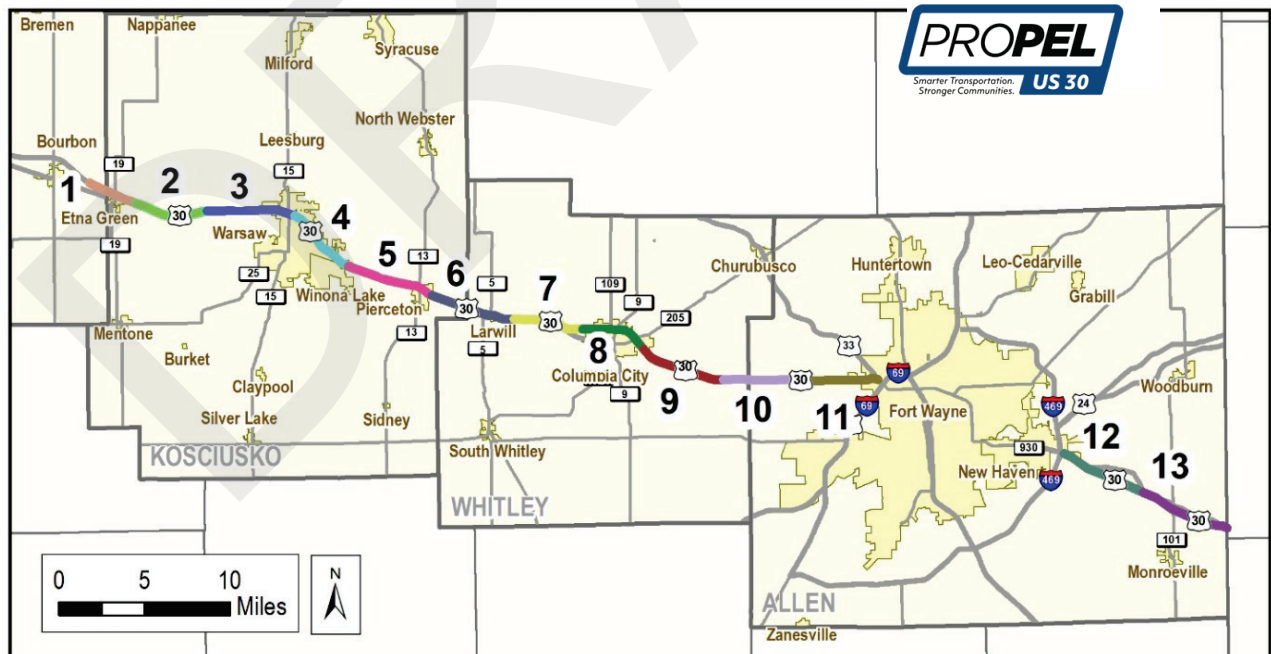 Bremen
Nappanee
Milford
Syracuse
PROPEL
Smarter Transportation.
Stronger Communities.
US 30
North Webster
Bourbon
Leesburg
19
15
1
2
3
4
Etna Green
30
30
Warsaw
19
5
13
6
Churubusco
Huntertown
Leo-Cedarville
Grabill
25
15
Winona Lake
Pierceton
5
7
109
9
205
30
30
Larwill
13
5
8
Columbia City
9
30
9
10
30
33
69
69
11
Fort Wayne
469
24
Woodburn
12
930
New Haven
469
30
13
30
101
Monroeville
Mentone
Burket
Claypool
Silver Lake
Sidney
South Whitley
KOSCIUSKO
WHITLEY
ALLEN
Zanesville
0 5 10
Miles
N
DR